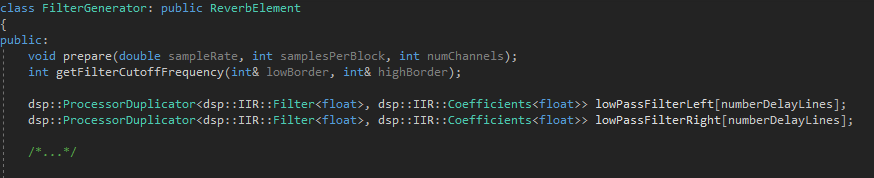 class FilterGenerator: public ReverbElement
{
public:
void prepare(double sampleRate, int samplesPerBlock, int numChannels);
int getFilterCutoffFrequency(int& lowBorder, int& highBorder);
dsp::ProcessorDuplicator<dsp::IIR::Filter<float>, dsp::IIR::Coefficients<float>> lowPassFilterLeft[numberDelayLines];
dsp::ProcessorDuplicator<dsp::IIR::Filter<float>, dsp::IIR::Coefficients<float>> lowPassFilterRight[numberDelayLines];
/*...*/